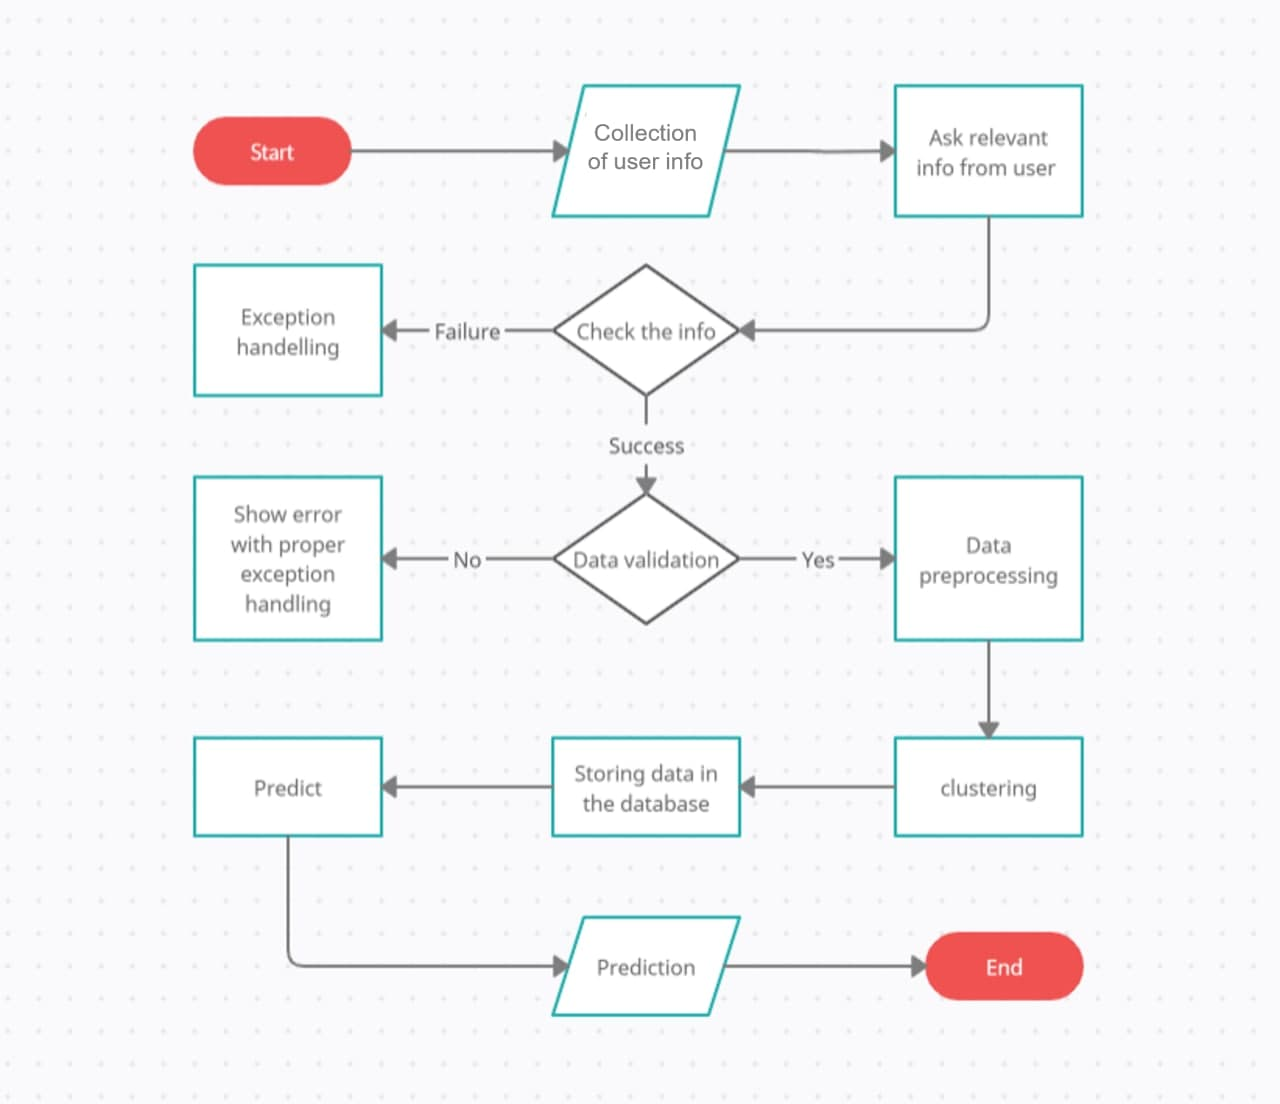 Start
Collection
of user info
Ask relevant
info from user
Exception
handelling
Failure
Check the info
Success
Show error
with proper
exception
handling
No
Data validation
Yes
Data
preprocessing
Predict
Storing data in
the database
clustering
Prediction
End